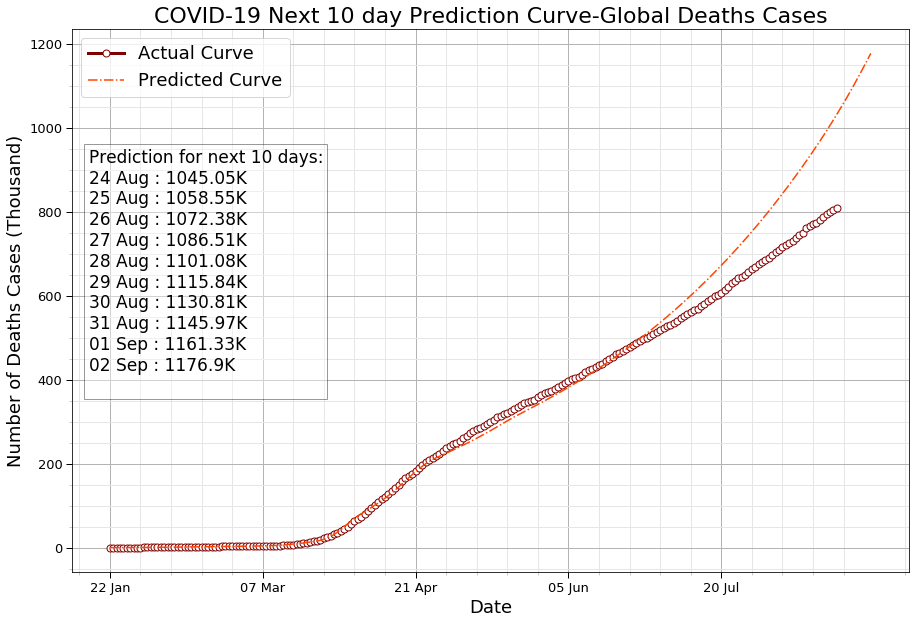 COVID-19 Next 10 day Prediction Curve-Global Deaths Cases
Number of Deaths Cases (Thousand)
1200
1000
800
600
400
200
0
Actual Curve
Predicted Curve
Prediction for next 10 days:
24 Aug : 1045.05K
25 Aug : 1058.55K
26 Aug : 1072.38K
27 Aug : 1086.51K
28 Aug : 1101.08K
29 Aug : 1115.84K
30 Aug : 1130.81K
31 Aug : 1145.97K
01 Sep : 1161.33K
02 Sep : 1176.9K
22 Jan 07 Mar 21 Apr 05 Jun 20 Jul
Date